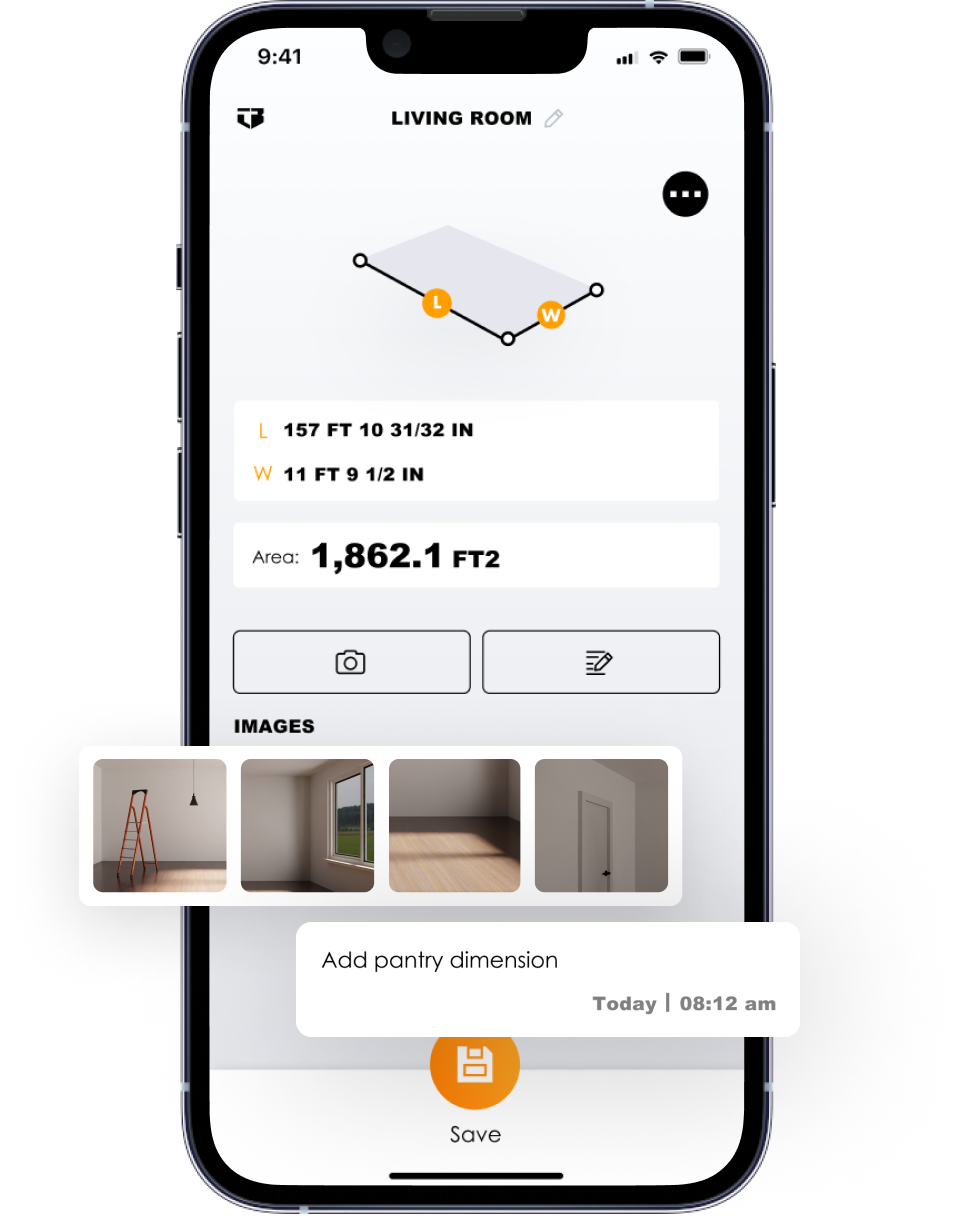 9:41
TB
LIVING ROOM
L
W
L 157 FT 10 31/32 IN
W 11 FT 9 1/2 IN
Area: 1,862.1 FT2
IMAGES
Add pantry dimension
Today | 08:12 am
Save